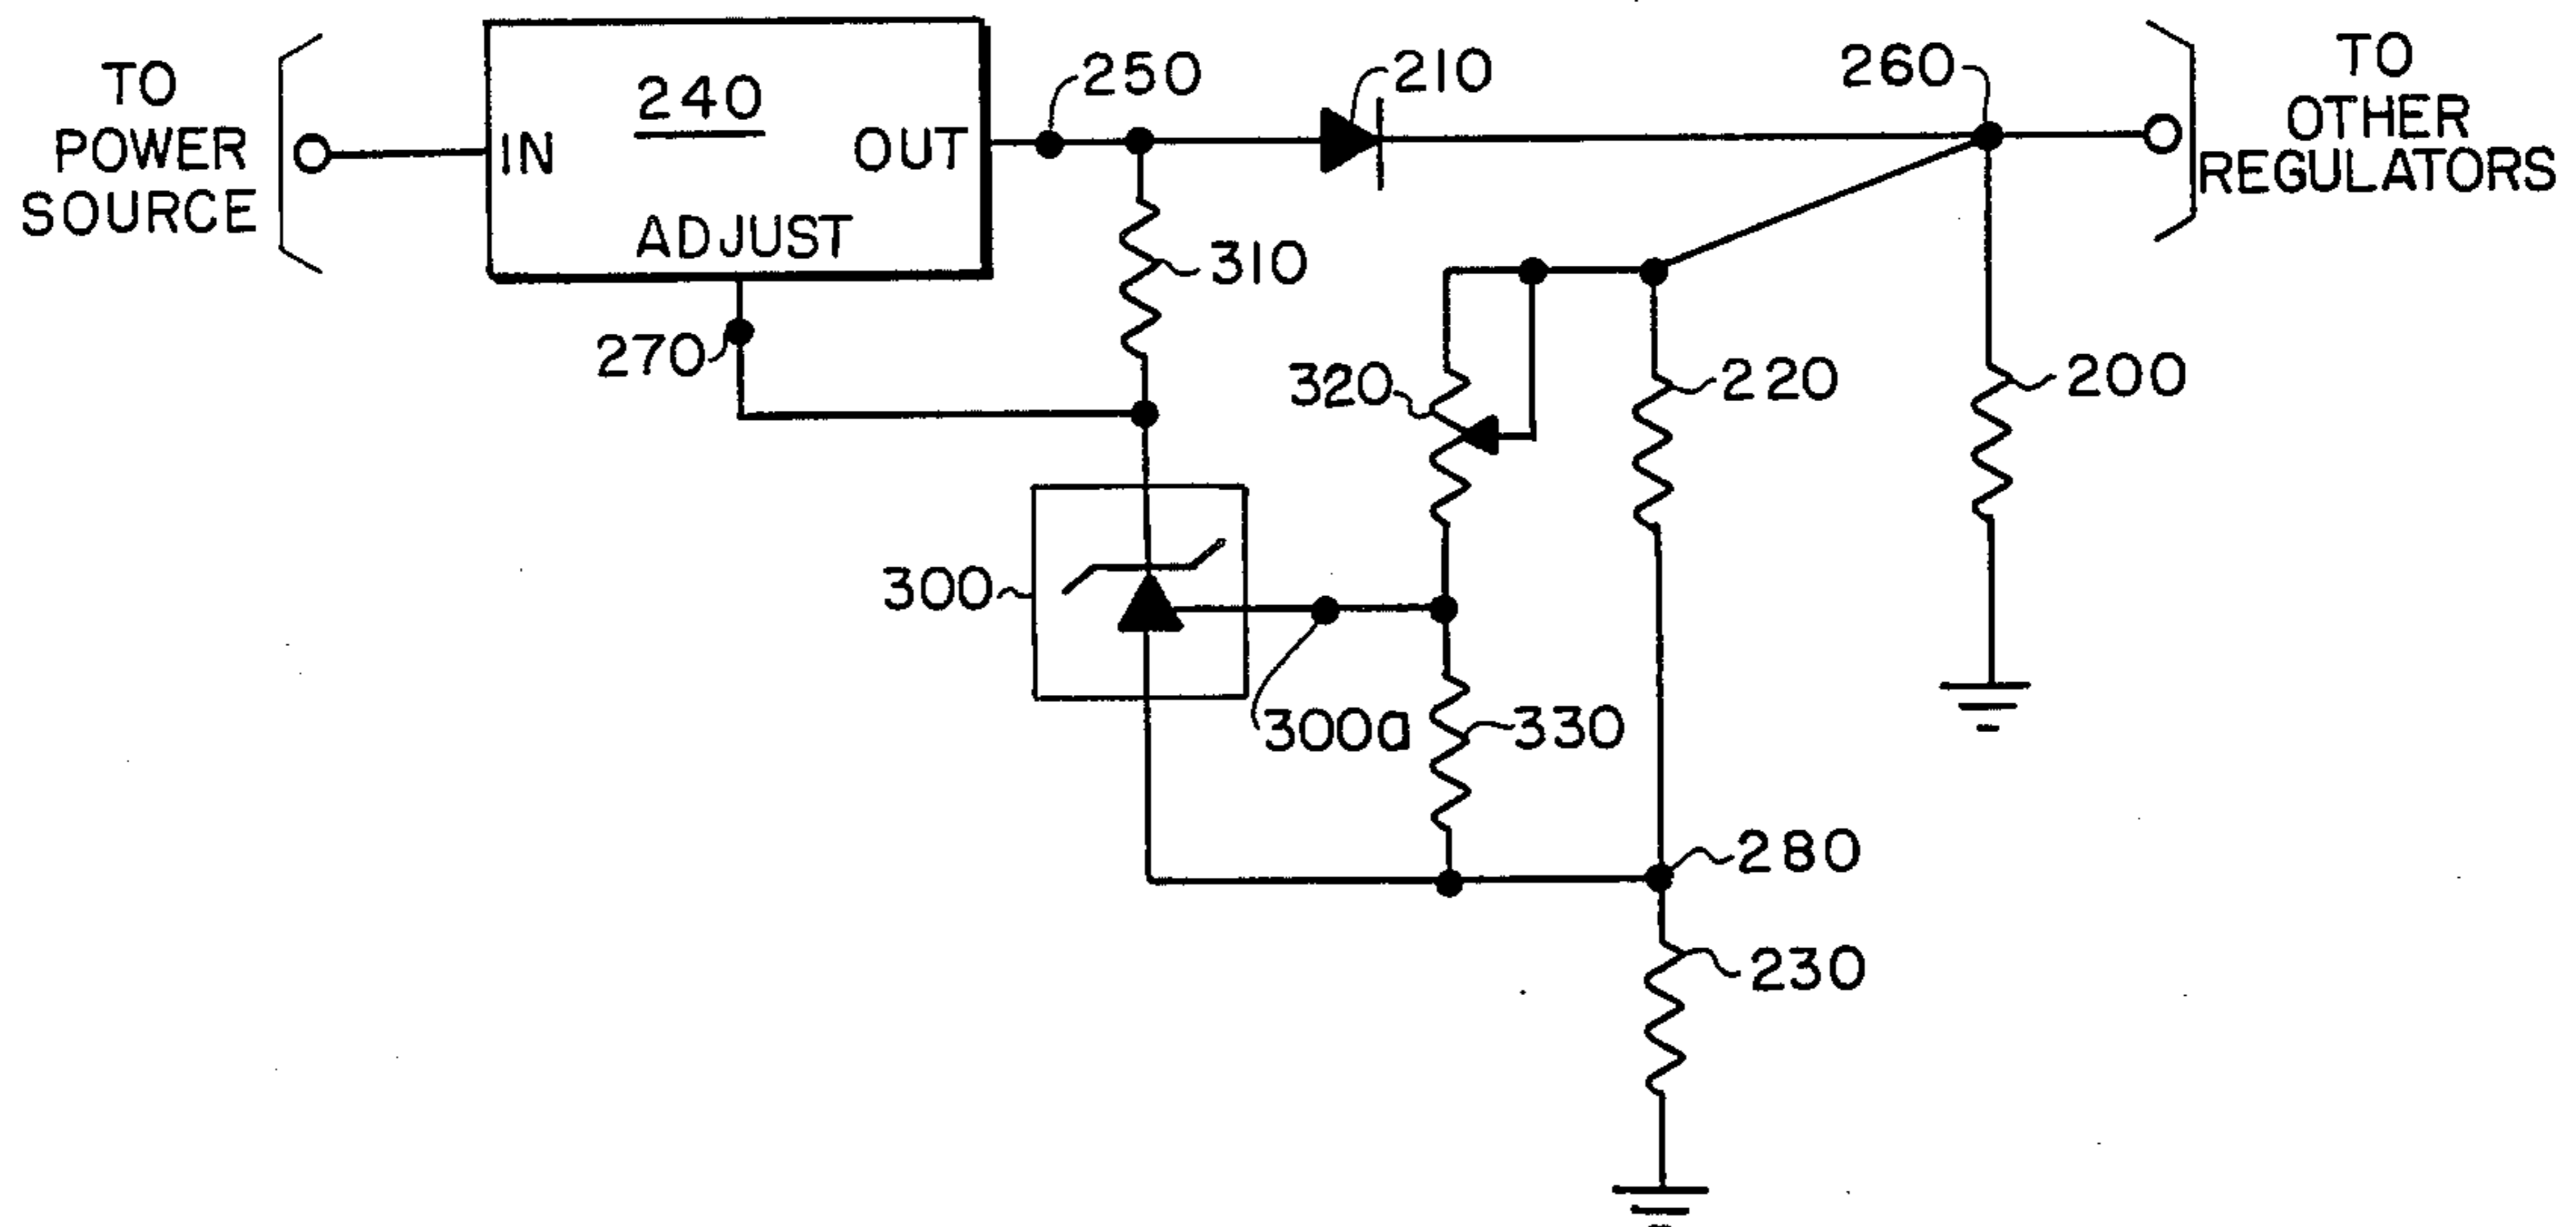 TO
POWER
SOURCE
240
IN
OUT
ADJUST
250
210
260
TO
OTHER
REGULATORS
310
270
320
220
200
300
300a
330
280
230